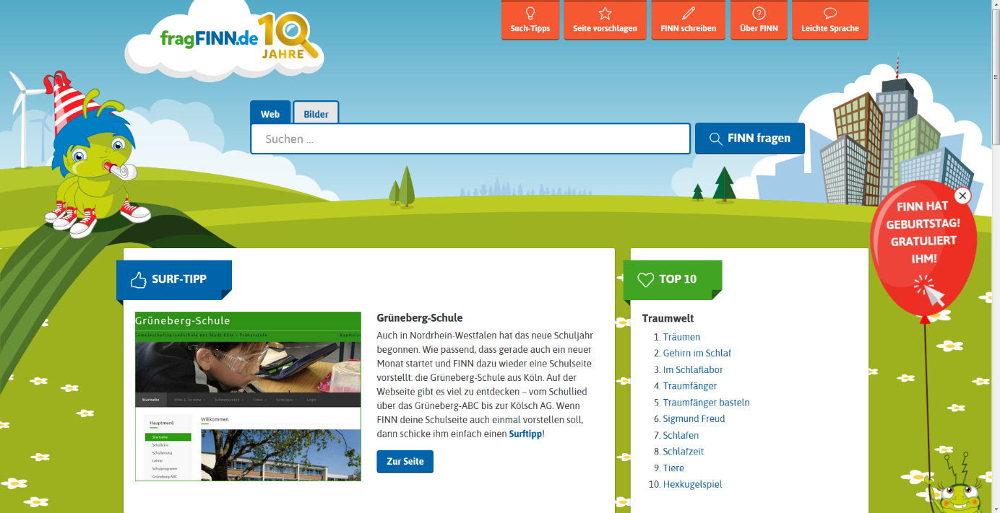 fragFINN.de 10
JAHRE
Such-Tipps
Seite vorschlagen
FINN schreiben
Über FINN
Leichte Sprache
Web
Bilder
Suchen ...
FINN fragen
FINN HAT
GEBURTSTAG!
GRATULIERT
IHM!
SURF-TIPP
Grüneberg-Schule
Gemeinschaftsgrundschule der Stadt Köln • Primarstufe
Startseite
Infos & Termine
Schwerpunkte
Fotos
Sonstiges
Login
Hauptmenü
Startseite
Schulbüro
Schulleitung
Lehrer
Schulprogramm
Grüneberg-ABC
Willkommen
Grüneberg-Schule
Auch in Nordrhein-Westfalen hat das neue Schuljahr
begonnen. Wie passend, dass gerade auch ein neuer
Monat startet und FINN dazu wieder eine Schulseite
vorstellt: die Grüneberg-Schule aus Köln. Auf der
Webseite gibt es viel zu entdecken – vom Schullied
über das Grüneberg-ABC bis zur Kölsch AG. Wenn
FINN deine Schulseite auch einmal vorstellen soll,
dann schicke ihm einfach einen Surftipp!
Zur Seite
TOP 10
Traumwelt
1. Träumen
2. Gehirn im Schlaf
3. Im Schlaflabor
4. Traumfänger
5. Traumfänger basteln
6. Sigmund Freud
7. Schlafen
8. Schlafzeit
9. Tiere
10. Hexkugelspiel